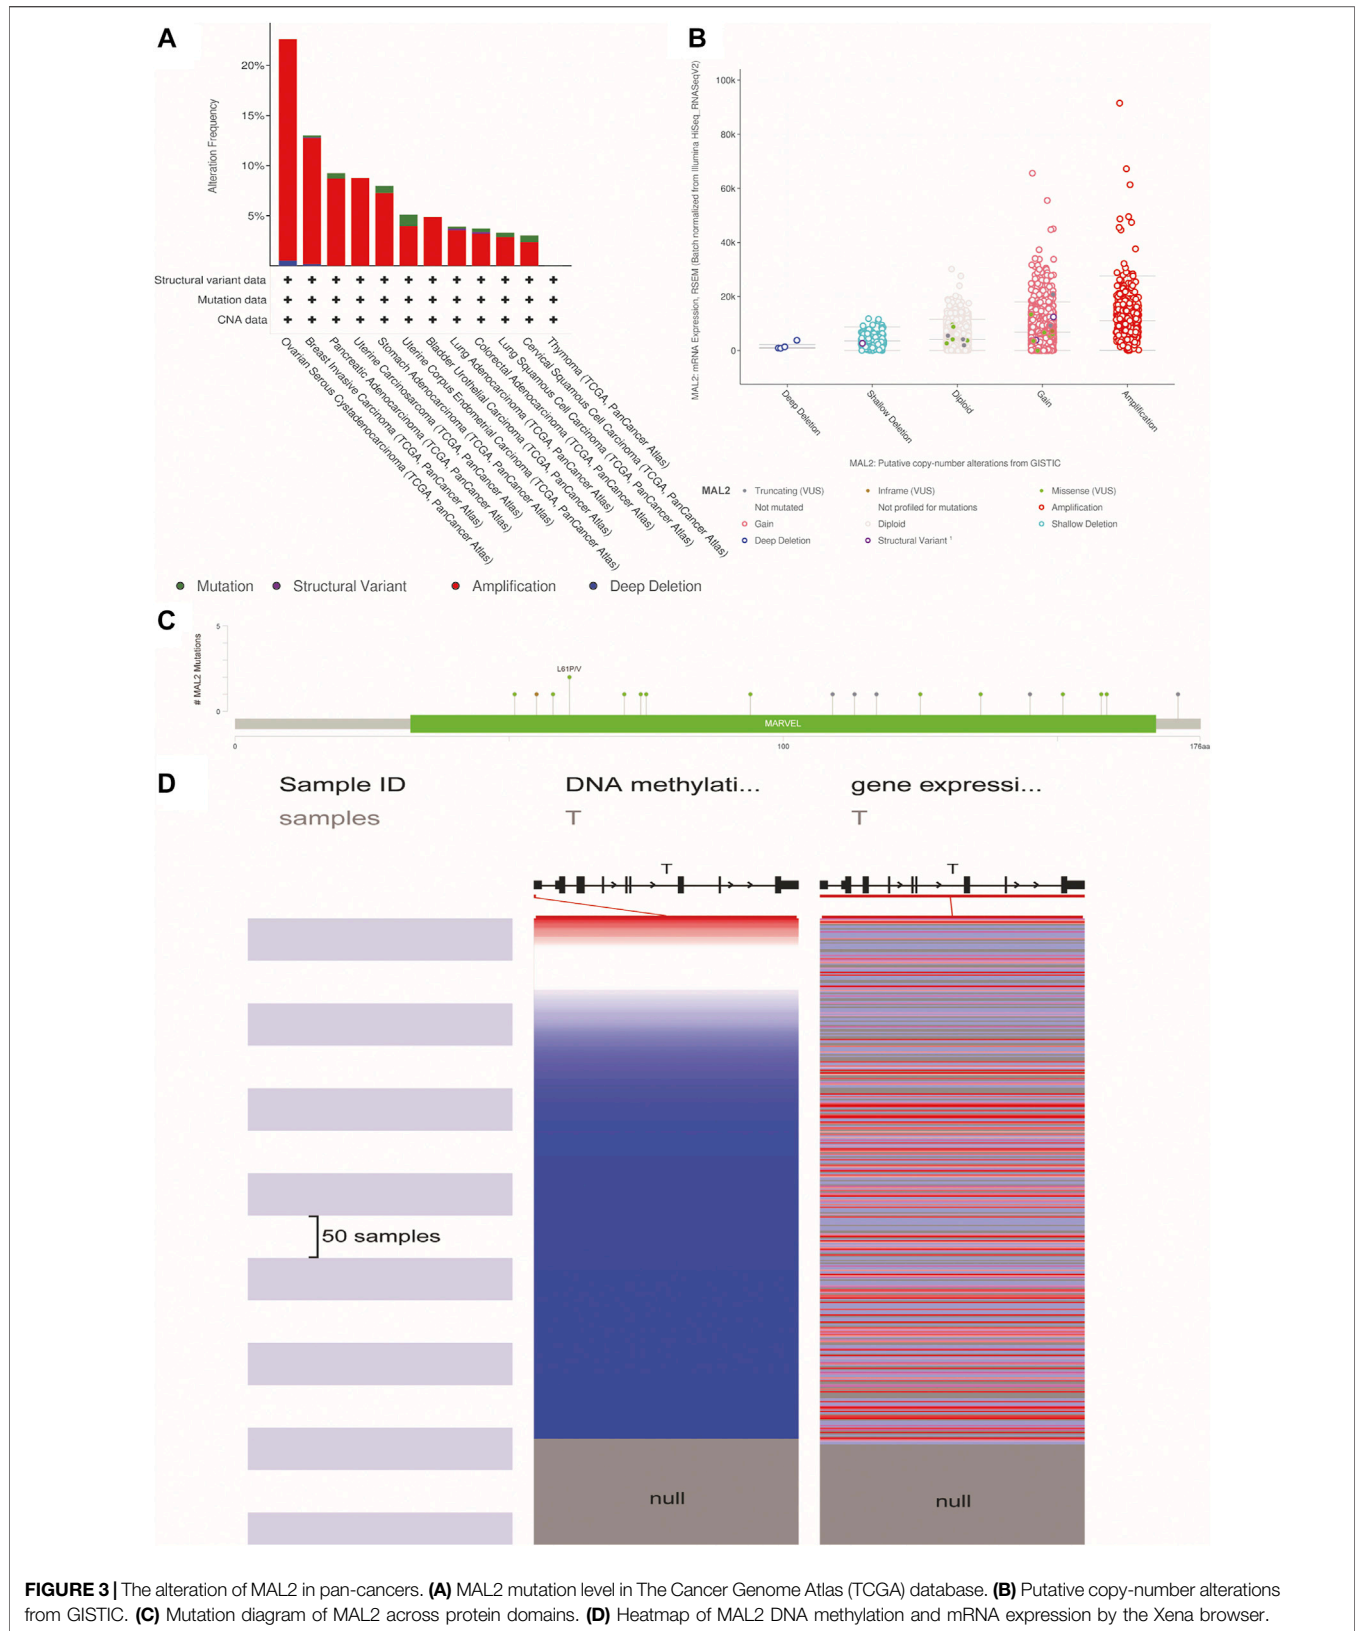 A
Alteration Frequency
20%
15%
10%
5%
Structural variant data
Mutation data
CNA data
Ovarian Serous Cystadenocarcinoma (TCGA, PanCancer Atlas)
Breast Invasive Carcinoma (TCGA, PanCancer Atlas)
Pancreatic Adenocarcinoma (TCGA, PanCancer Atlas)
Uterine Carcinosarcoma (TCGA, PanCancer Atlas)
Stomach Adenocarcinoma (TCGA, PanCancer Atlas)
Uterine Corpus Endometrial Carcinoma (TCGA, PanCancer Atlas)
Bladder Urothelial Carcinoma (TCGA, PanCancer Atlas)
Lung Adenocarcinoma (TCGA, PanCancer Atlas)
Colorectal Adenocarcinoma (TCGA, PanCancer Atlas)
Lung Squamous Cell Carcinoma (TCGA, PanCancer Atlas)
Cervical Squamous Cell Carcinoma (TCGA, PanCancer Atlas)
Thymoma (TCGA, PanCancer Atlas)
Mutation Structural Variant Amplification Deep Deletion
B
MAL2: mRNA Expression, RSEM (Batch normalized from Illumina HiSeq_RNASeqV2)
100k
80k
60k
40k
20k
0
Deep Deletion
Shallow Deletion
Diploid
Gain
Amplification
MAL2: Putative copy-number alterations from GISTIC
MAL2 Truncating (VUS) Inframe (VUS) Missense (VUS)
Not mutated Not profiled for mutations Amplification
Gain Diploid Shallow Deletion
Deep Deletion Structural Variant 1
C
# MAL2 Mutations
5
0
L61P/V
MARVEL
0 100 176aa
D
Sample ID DNA methylati... gene expressi...
samples T T
T T
50 samples
null null
FIGURE 3 | The alteration of MAL2 in pan-cancers. (A) MAL2 mutation level in The Cancer Genome Atlas (TCGA) database. (B) Putative copy-number alterations
from GISTIC. (C) Mutation diagram of MAL2 across protein domains. (D) Heatmap of MAL2 DNA methylation and mRNA expression by the Xena browser.